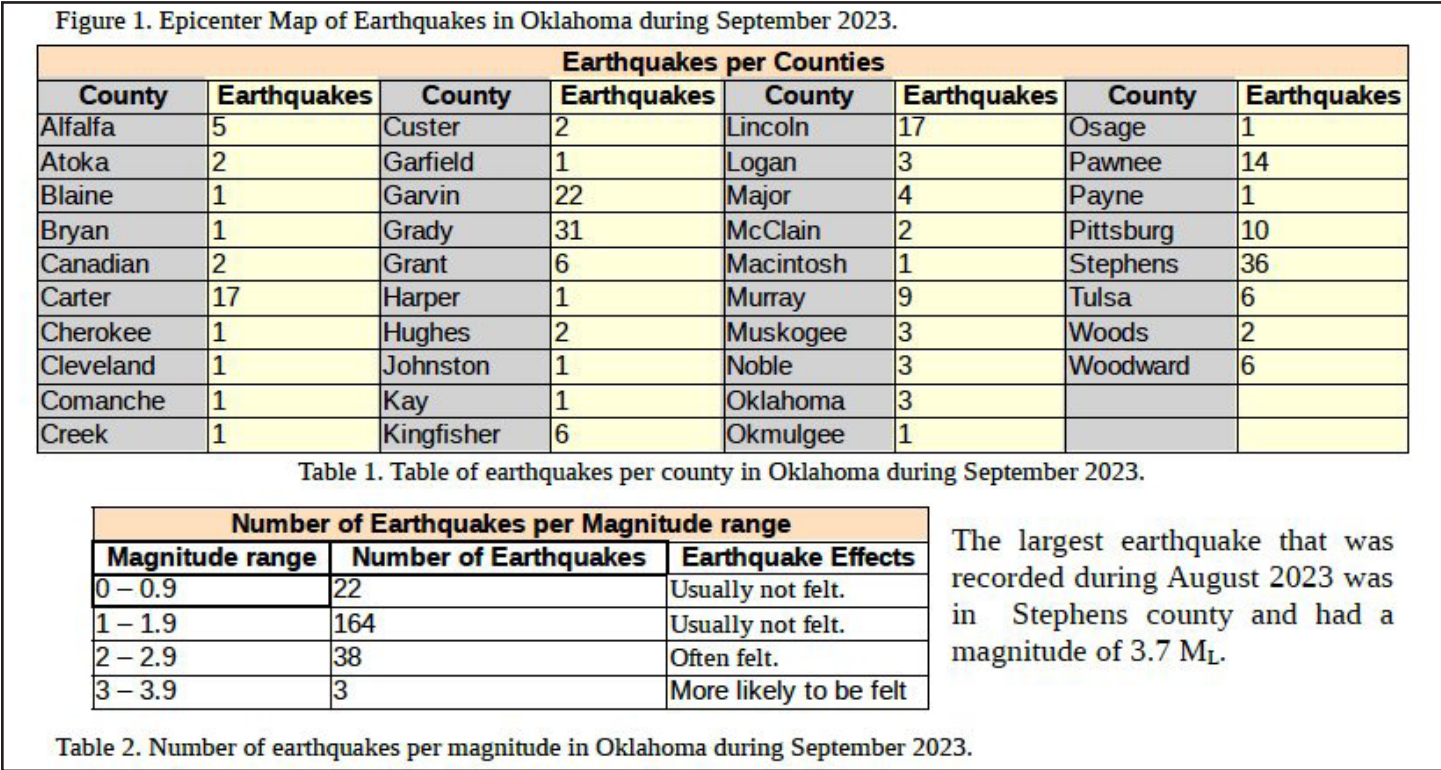 Figure 1. Epicenter Map of Earthquakes in Oklahoma during September 2023.
Earthquakes per Counties
County Earthquakes County Earthquakes County Earthquakes County Earthquakes
Alfalfa 5 Custer 2 Lincoln 17 Osage 1
Atoka 2 Garfield 1 Logan 3 Pawnee 14
Blaine 1 Garvin 22 Major 4 Payne 1
Bryan 1 Grady 31 McClain 2 Pittsburg 10
Canadian 2 Grant 6 Macintosh 1 Stephens 36
Carter 17 Harper 1 Murray 9 Tulsa 6
Cherokee 1 Hughes 2 Muskogee 3 Woods 2
Cleveland 1 Johnston 1 Noble 3 Woodward 6
Comanche 1 Kay 1 Oklahoma 3
Creek 1 Kingfisher 6 Okmulgee 1
Table 1. Table of earthquakes per county in Oklahoma during September 2023.
Number of Earthquakes per Magnitude range
Magnitude range Number of Earthquakes Earthquake Effects
0 – 0.9 22 Usually not felt.
1 – 1.9 164 Usually not felt.
2 – 2.9 38 Often felt.
3 – 3.9 3 More likely to be felt
The largest earthquake that was
recorded during August 2023 was
in Stephens county and had a
magnitude of 3.7 ML.
Table 2. Number of earthquakes per magnitude in Oklahoma during September 2023.